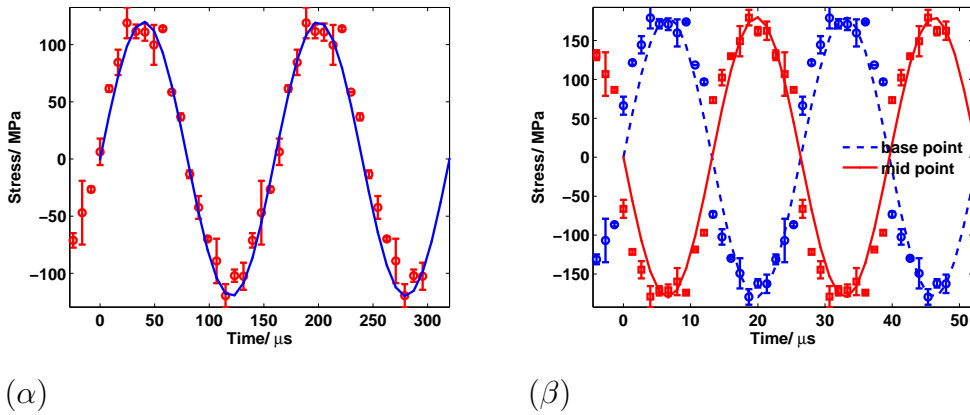 100
50
0
−50
−100
Stress/ MPa
0 50 100 150 200 250 300
Time/ μs
(α)
150
100
50
0
−50
−100
−150
Stress/ MPa
base point
mid point
0 10 20 30 40 50
Time/ μs
(β)